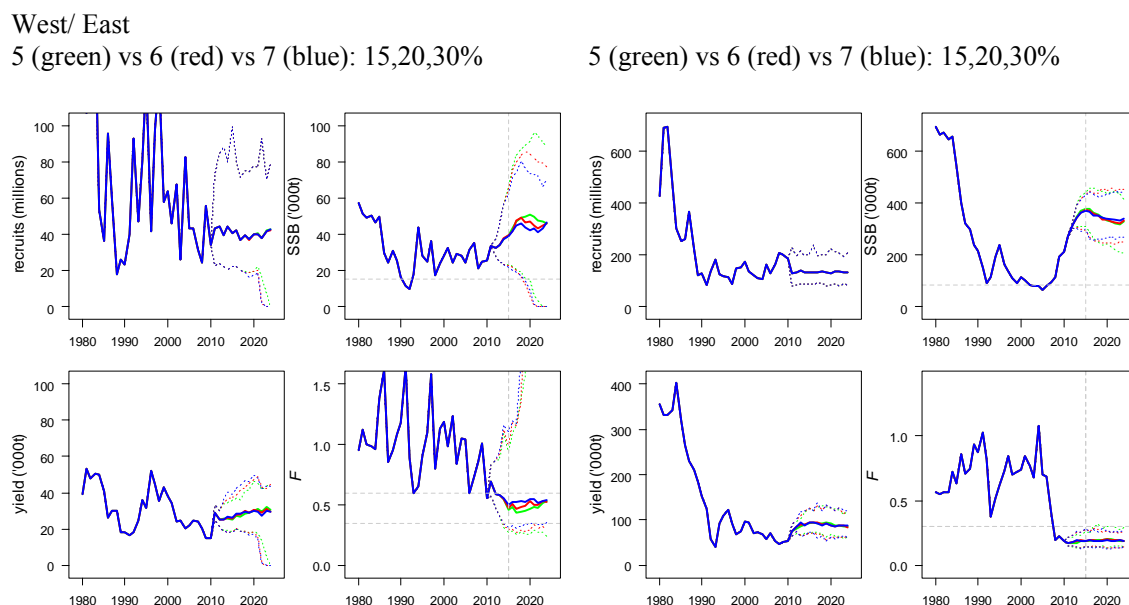 West/ East
5 (green) vs 6 (red) vs 7 (blue): 15,20,30%
5 (green) vs 6 (red) vs 7 (blue): 15,20,30%
recruits (millions)
0 20 40 60 80 100
1980 1990 2000 2010 2020
SSB ('000t)
0 20 40 60 80 100
1980 1990 2000 2010 2020
recruits (millions)
0 200 400 600
1980 1990 2000 2010 2020
SSB ('000t)
0 200 400 600
1980 1990 2000 2010 2020
yield ('000t)
0 20 40 60 80 100
1980 1990 2000 2010 2020
F
0.0 0.5 1.0 1.5
1980 1990 2000 2010 2020
yield ('000t)
0 100 200 300 400
1980 1990 2000 2010 2020
F
0.0 0.5 1.0
1980 1990 2000 2010 2020